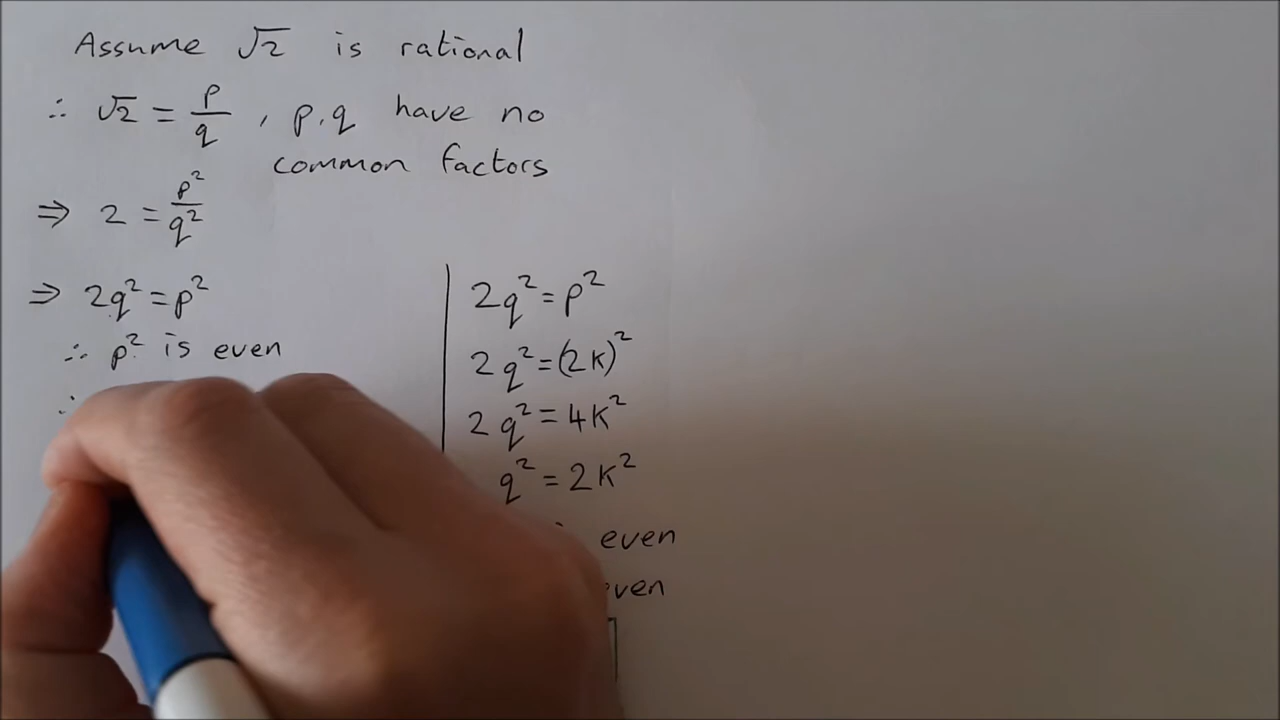 Assume √2 is rational
∴ √2 = p/q , p,q have no
common factors
⇒ 2 = p²/q²
⇒ 2q² = p²
∴ p² is even
∴
2q² = p²
2q² = (2K)²
2q² = 4K²
q² = 2K²
even
even